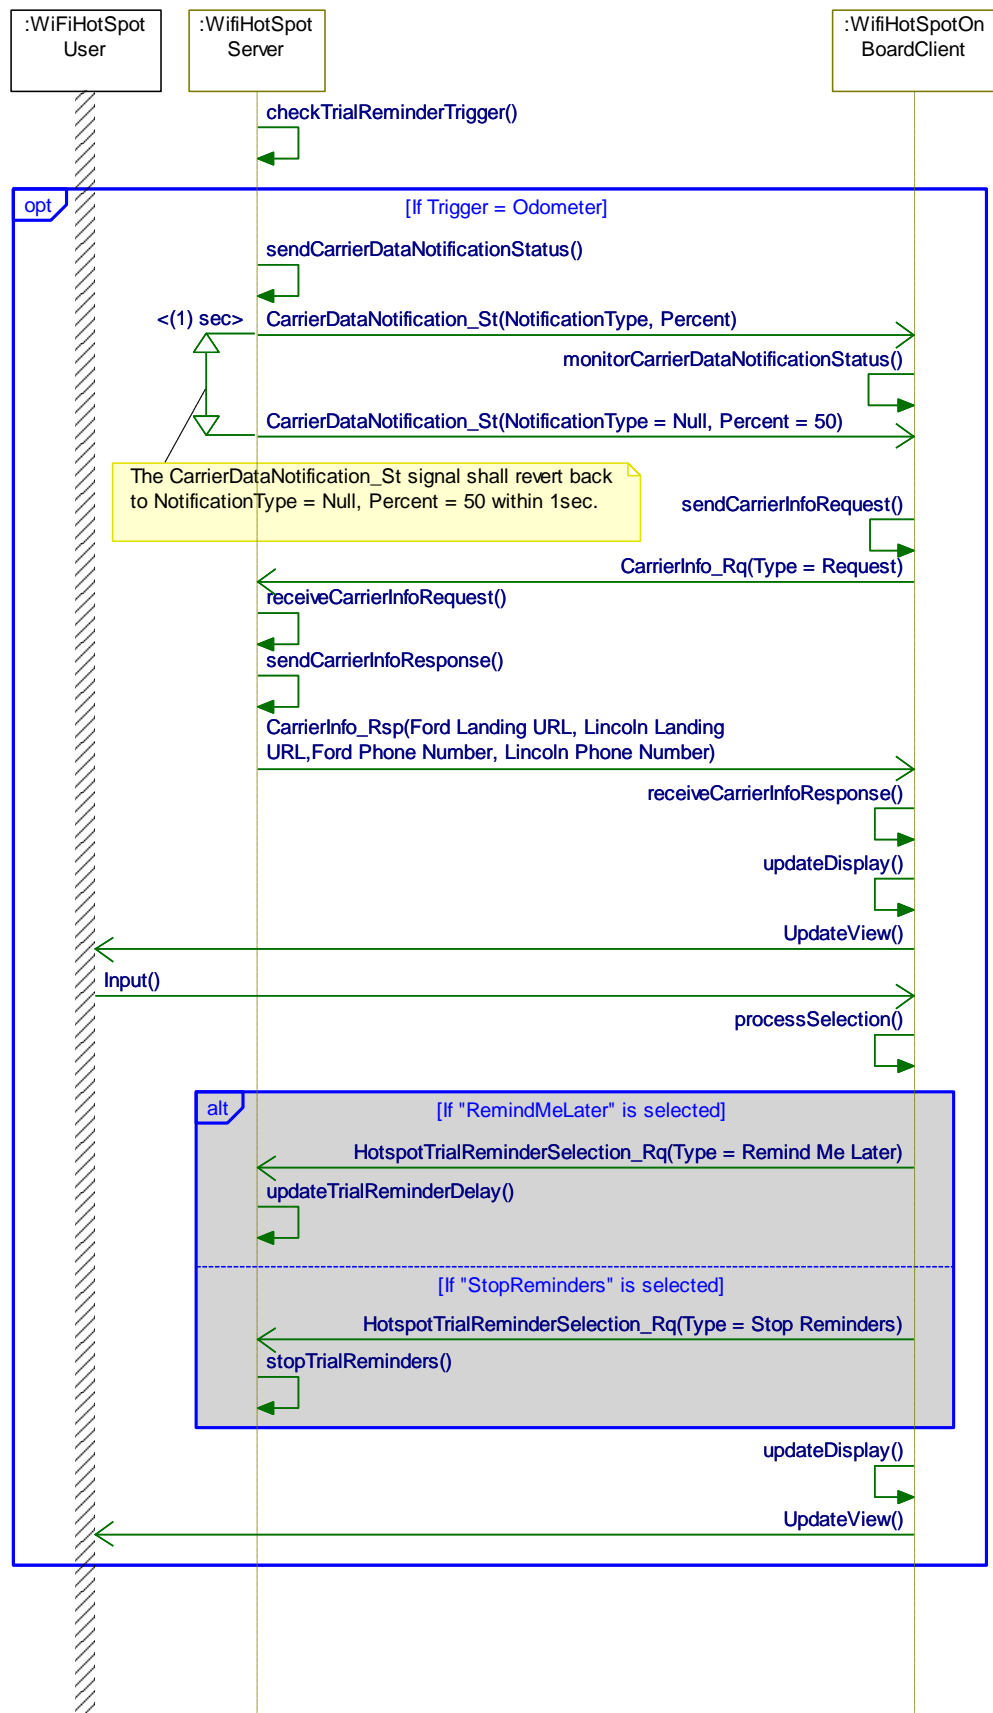 :WiFiHotSpot
User
:WifiHotSpot
Server
:WifiHotSpotOn
BoardClient
checkTrialReminderTrigger()
opt
[If Trigger = Odometer]
sendCarrierDataNotificationStatus()
<(1) sec>
CarrierDataNotification_St(NotificationType, Percent)
monitorCarrierDataNotificationStatus()
CarrierDataNotification_St(NotificationType = Null, Percent = 50)
The CarrierDataNotification_St signal shall revert back
to NotificationType = Null, Percent = 50 within 1sec.
sendCarrierInfoRequest()
CarrierInfo_Rq(Type = Request)
receiveCarrierInfoRequest()
sendCarrierInfoResponse()
CarrierInfo_Rsp(Ford Landing URL, Lincoln Landing
URL,Ford Phone Number, Lincoln Phone Number)
receiveCarrierInfoResponse()
updateDisplay()
UpdateView()
Input()
processSelection()
alt
[If "RemindMeLater" is selected]
HotspotTrialReminderSelection_Rq(Type = Remind Me Later)
updateTrialReminderDelay()
[If "StopReminders" is selected]
HotspotTrialReminderSelection_Rq(Type = Stop Reminders)
stopTrialReminders()
updateDisplay()
UpdateView()